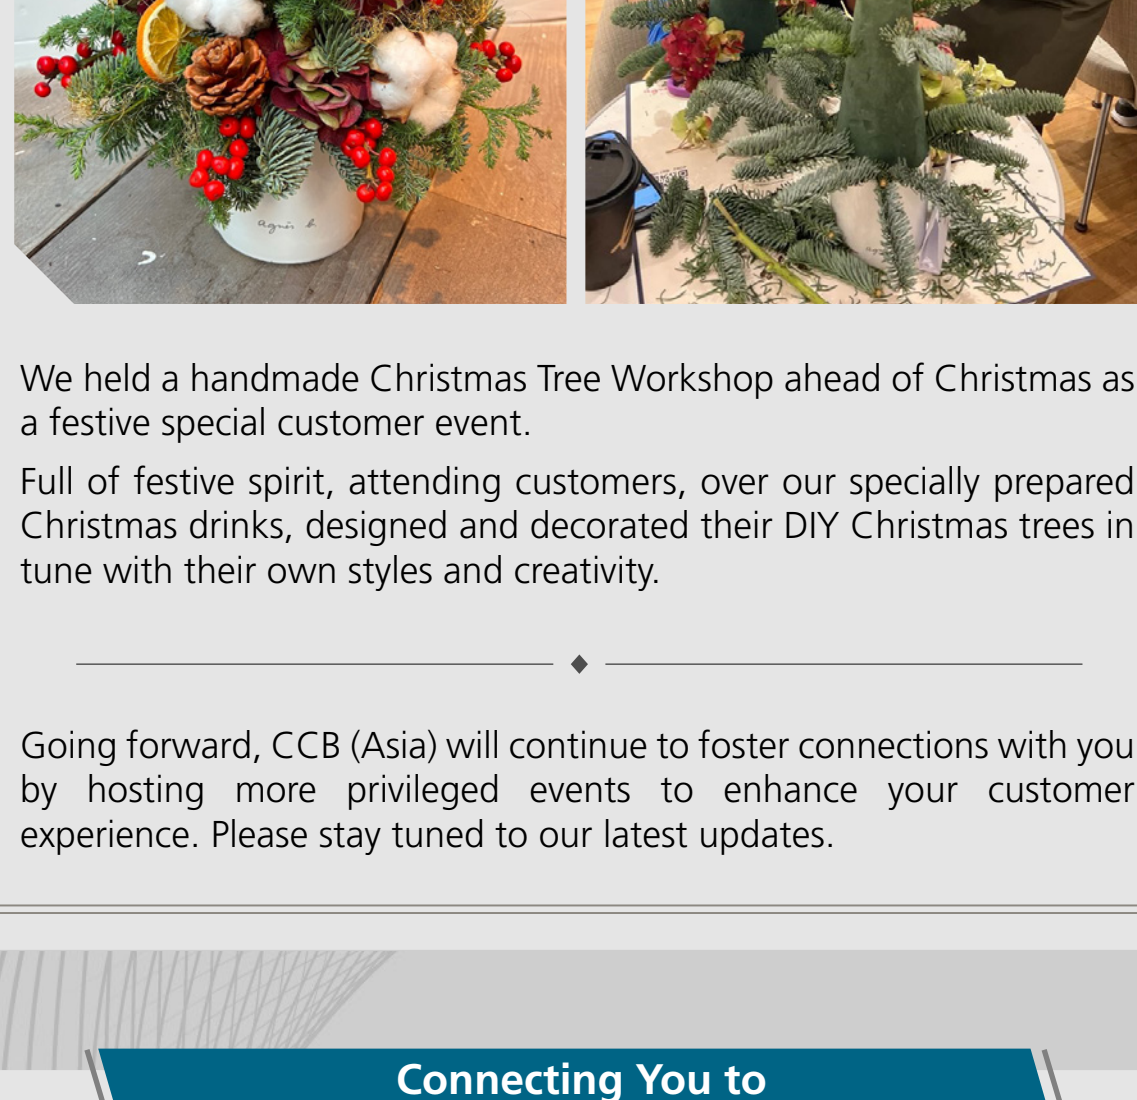 agnès b.
We held a handmade Christmas Tree Workshop ahead of Christmas as
a festive special customer event.
Full of festive spirit, attending customers, over our specially prepared
Christmas drinks, designed and decorated their DIY Christmas trees in
tune with their own styles and creativity.
Going forward, CCB (Asia) will continue to foster connections with you
by hosting more privileged events to enhance your customer
experience. Please stay tuned to our latest updates.
Connecting You to